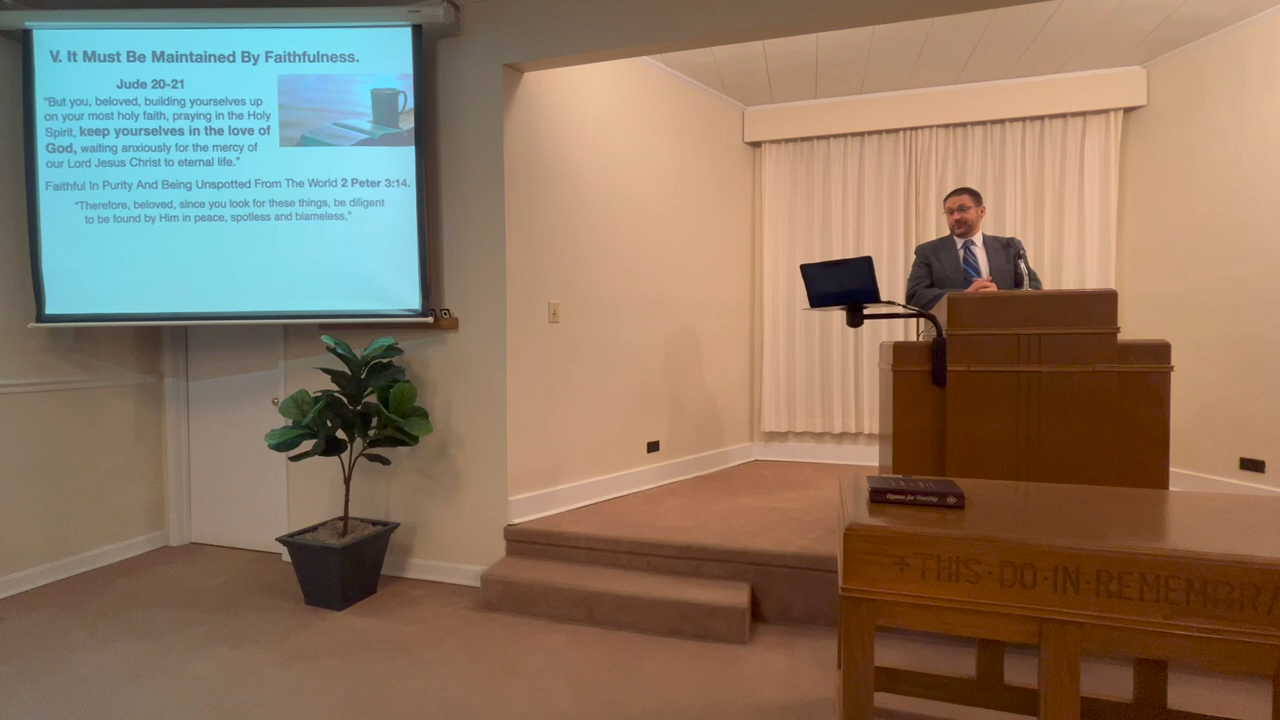 V. It Must Be Maintained By Faithfulness.
Jude 20-21
“But you, beloved, building yourselves up
on your most holy faith, praying in the Holy
Spirit, keep yourselves in the love of
God, waiting anxiously for the mercy of
our Lord Jesus Christ to eternal life.”
Faithful In Purity And Being Unspotted From The World 2 Peter 3:14.
“Therefore, beloved, since you look for these things, be diligent
to be found by Him in peace, spotless and blameless,”
Hymns for Worship
+THIS·DO·IN·REMEMBRA